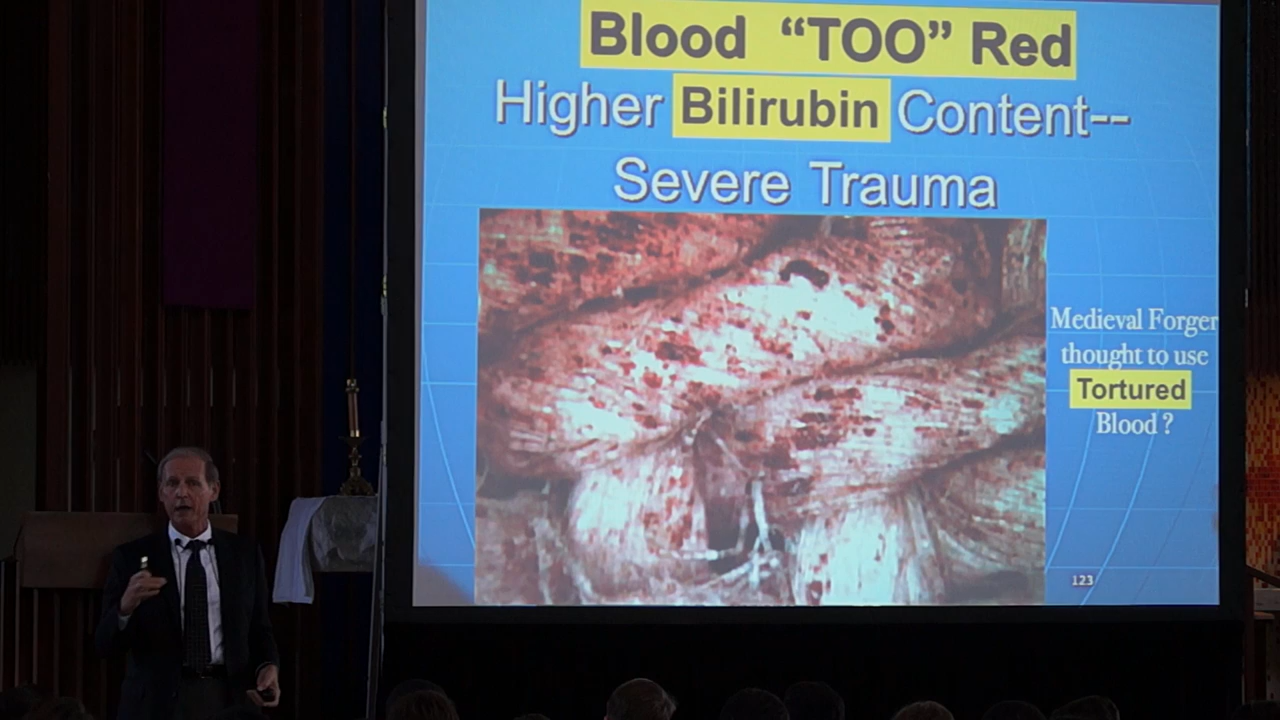 Blood “TOO” Red
Higher Bilirubin Content--
Severe Trauma
Medieval Forger
thought to use
Tortured
Blood ?
123